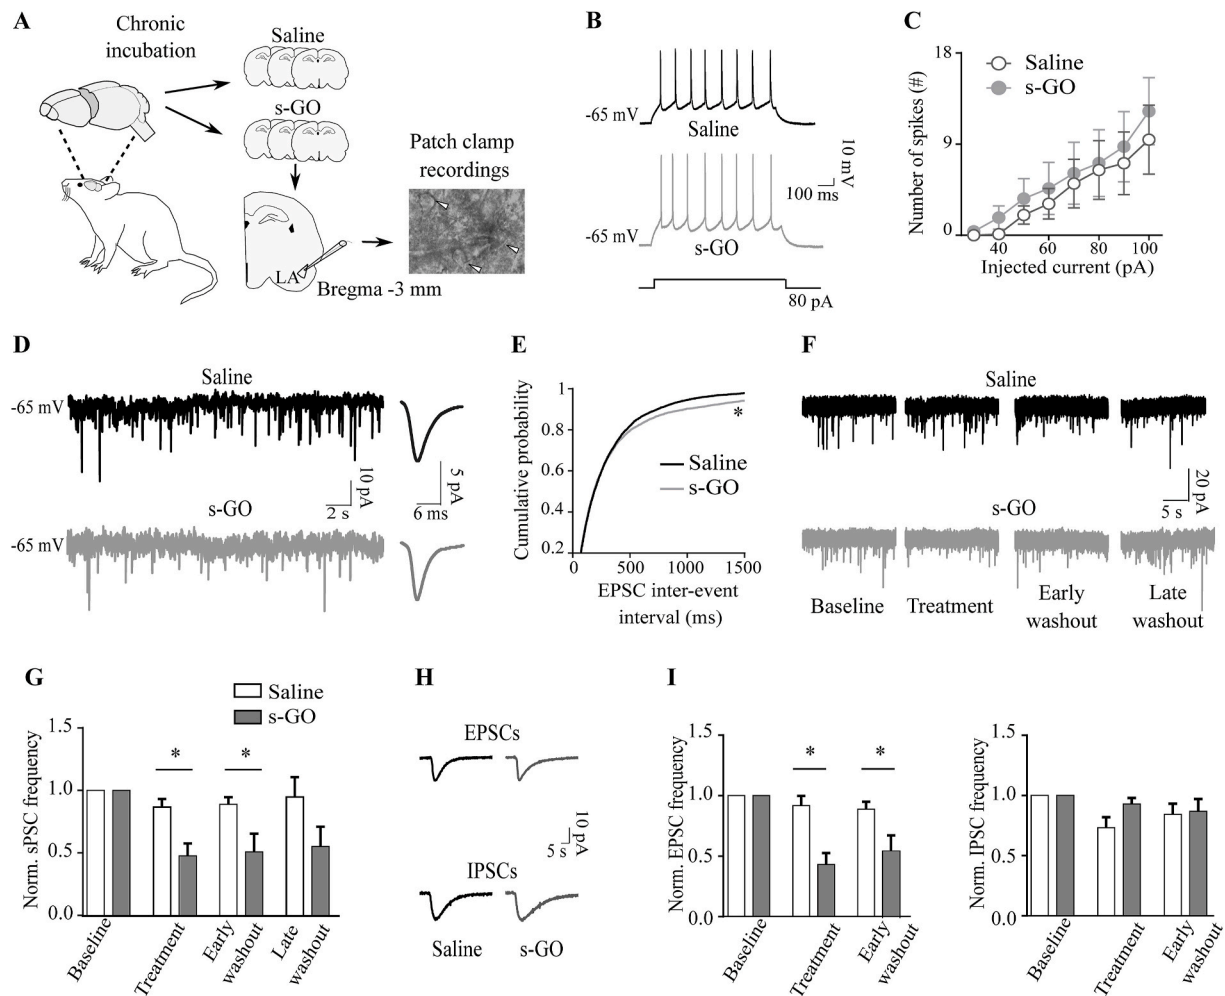 A
Chronic
incubation
Saline
s-GO
Patch clamp
recordings
LA
Bregma -3 mm
B
-65 mV
Saline
10 mV
100 ms
-65 mV
s-GO
80 pA
C
18
9
0
Number of spikes (#)
Saline
s-GO
40
60
80
100
Injected current (pA)
D
Saline
-65 mV
10 pA
2 s
5 pA
6 ms
s-GO
-65 mV
E
Cumulative probability
1
0.8
0.6
0.4
0.2
*
Saline
s-GO
0
500
1000
1500
EPSC inter-event
interval (ms)
F
Saline
20 pA
5 s
s-GO
Baseline
Treatment
Early
washout
Late
washout
G
Saline
s-GO
Norm. sPSC frequency
1.5
1.0
0.5
0.0
*
*
Baseline
Treatment
Early
washout
Late
washout
H
EPSCs
10 pA
5 s
IPSCs
Saline
s-GO
I
Norm. EPSC frequency
1.5
1.0
0.5
0.0
*
*
Baseline
Treatment
Early
washout
Norm. IPSC frequency
1.5
1.0
0.5
0.0
Baseline
Treatment
Early
washout